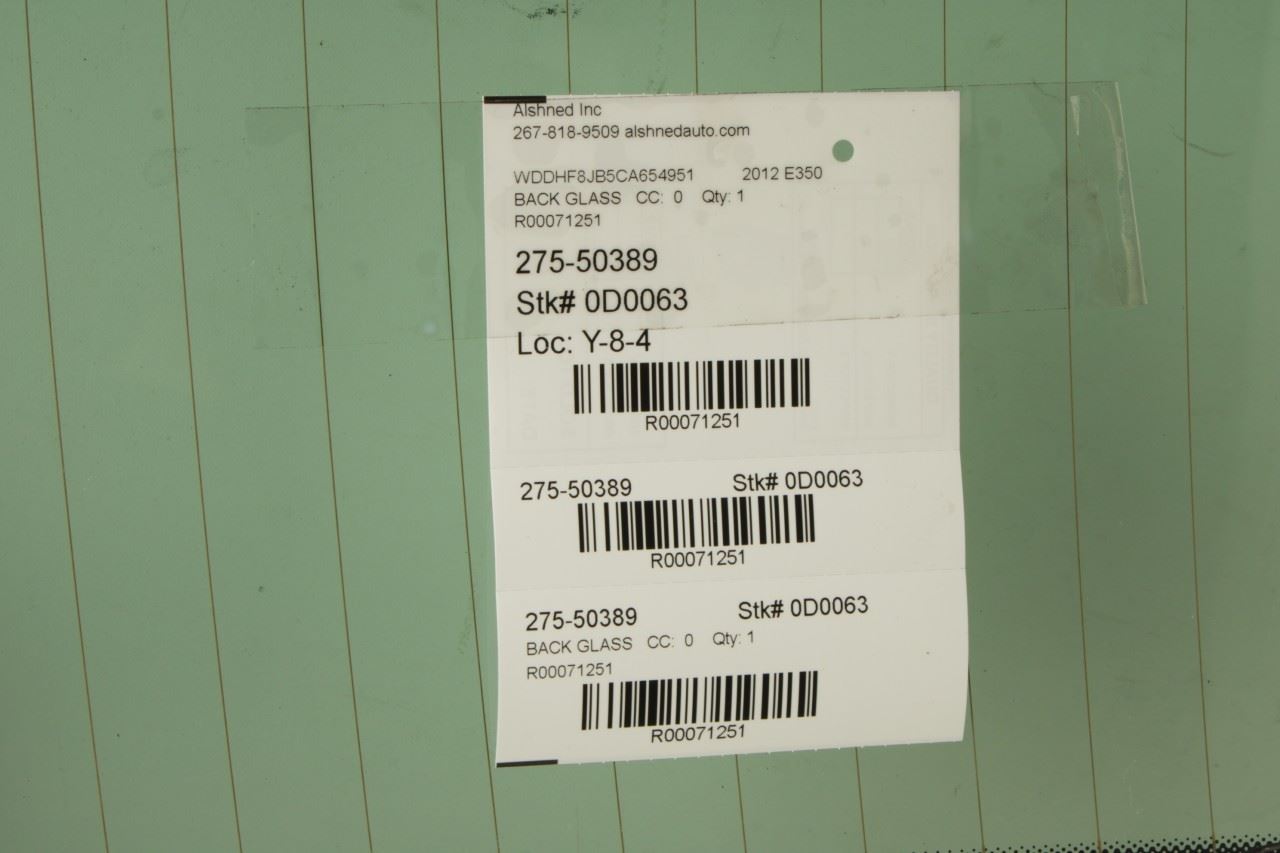 Alshned Inc
267-818-9509 alshnedauto.com
WDDHF8JB5CA654951 2012 E350
BACK GLASS CC: 0 Qty: 1
R00071251
275-50389
Stk# 0D0063
Loc: Y-8-4
R00071251
275-50389 Stk# 0D0063
R00071251
275-50389 Stk# 0D0063
BACK GLASS CC: 0 Qty: 1
R00071251
R00071251